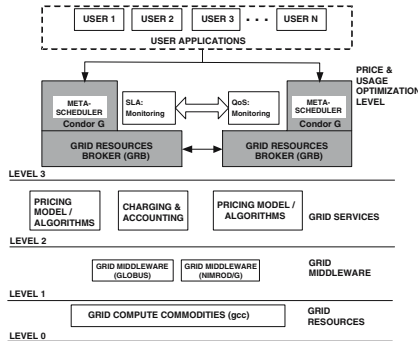 USER 1 USER 2 USER 3 . . . USER N
USER APPLICATIONS
PRICE &
USAGE
OPTIMIZATION
LEVEL
META-
SCHEDULER
Condor G
SLA:
Monitoring
QoS:
Monitoring
META-
SCHEDULER
Condor G
GRID RESOURCES
BROKER (GRB)
GRID RESOURCES
BROKER (GRB)
LEVEL 3
PRICING
MODEL /
ALGORITHMS
CHARGING &
ACCOUNTING
PRICING MODEL /
ALGORITHMS
GRID SERVICES
LEVEL 2
GRID MIDDLEWARE
(GLOBUS)
GRID MIDDLEWARE
(NIMROD/G)
GRID
MIDDLEWARE
LEVEL 1
GRID COMPUTE COMMODITIES (gcc)
GRID
RESOURCES
LEVEL 0